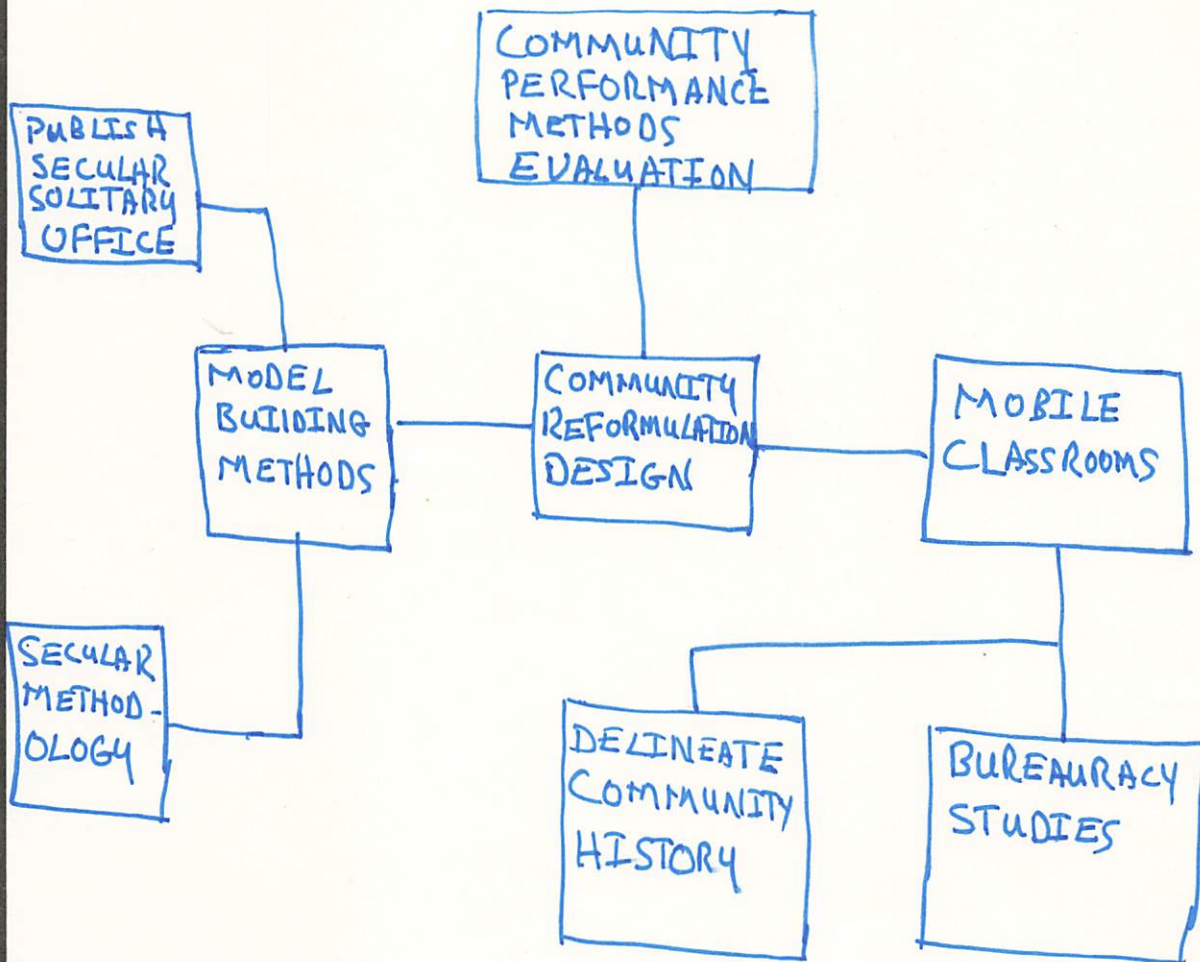 COMMUNITY
PERFORMANCE
METHODS
EVALUATION
PUBLISH
SECULAR
SOLITARY
OFFICE
MODEL
BUILDING
METHODS
COMMUNITY
REFORMULATION
DESIGN
MOBILE
CLASSROOMS
SECULAR
METHOD-
OLOGY
DELINEATE
COMMUNITY
HISTORY
BUREAURACY
STUDIES